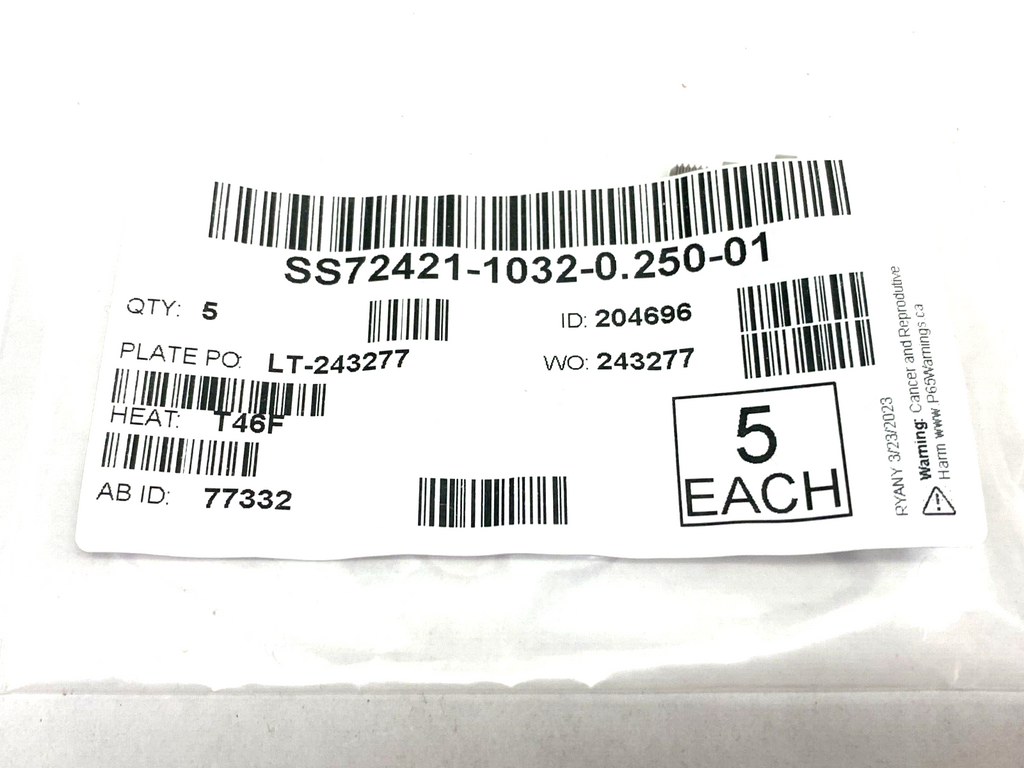 SS72421-1032-0.250-01
QTY: 5
ID: 204696
PLATE PO: LT-243277
WO: 243277
HEAT: T46F
AB ID: 77332
5
EACH
RYANY 3/23/2023
Warning: Cancer and Reprodutive
Harm www.P65Warnings.ca